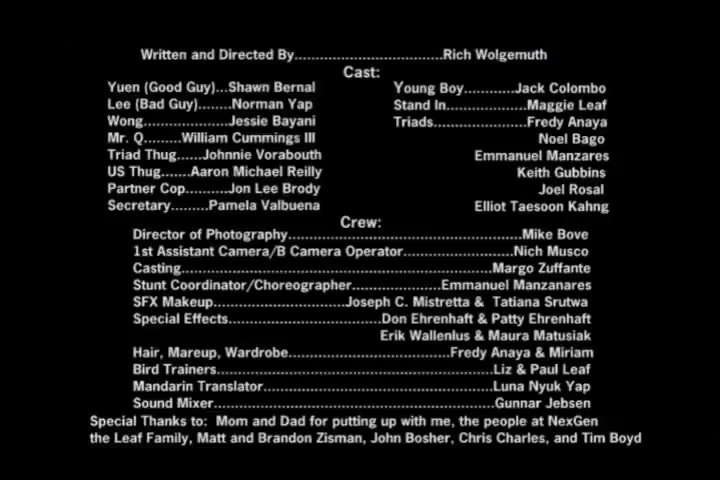 Written and Directed By........................................Rich Wolgemuth
Cast:
Yuen (Good Guy)...Shawn Bernal
Lee (Bad Guy)........Norman Yap
Wong.....................Jessie Bayani
Mr. Q.........William Cummings III
Triad Thug......Johnnie Vorabouth
US Thug.......Aaron Michael Reilly
Partner Cop..........Jon Lee Brody
Secretary.........Pamela Valbuena
Young Boy.............Jack Colombo
Stand In....................Maggie Leaf
Triads......................Fredy Anaya
Noel Bago
Emmanuel Manzares
Keith Gubbins
Joel Rosal
Elliot Taesoon Kahng
Crew:
Director of Photography..........................................................Mike Bove
1st Assistant Camera/B Camera Operator...........................Nich Musco
Casting...........................................................................Margo Zuffante
Stunt Coordinator/Choreographer.....................Emmanuel Manzanares
SFX Makeup................................Joseph C. Mistretta & Tatiana Srutwa
Special Effects.....................................Don Ehrenhaft & Patty Ehrenhaft
Erik Wallenlus & Maura Matusiak
Hair, Mareup, Wardrobe.......................................Fredy Anaya & Miriam
Bird Trainers....................................................................Liz & Paul Leaf
Mandarin Translator.......................................................Luna Nyuk Yap
Sound Mixer....................................................................Gunnar Jebsen
Special Thanks to: Mom and Dad for putting up with me, the people at NexGen
the Leaf Family, Matt and Brandon Zisman, John Bosher, Chris Charles, and Tim Boyd